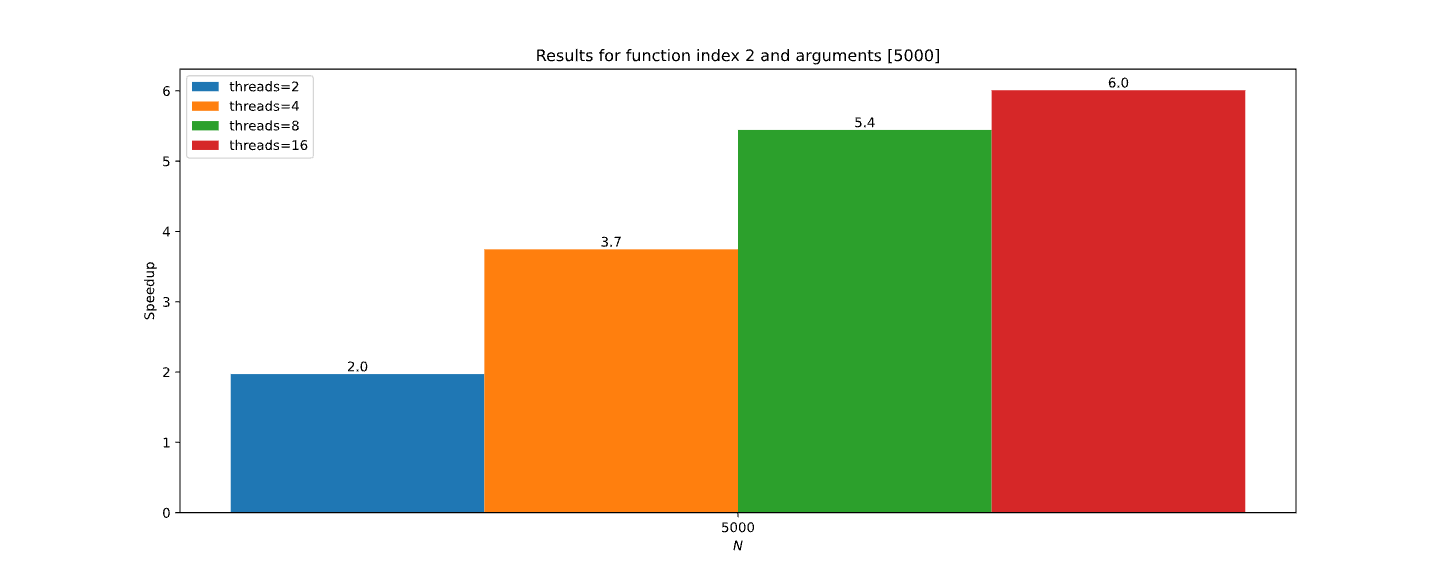 Results for function index 2 and arguments [5000]
threads=2
threads=4
threads=8
threads=16
6.0
5.4
3.7
2.0
6
5
4
3
2
1
0
Speedup
5000
N